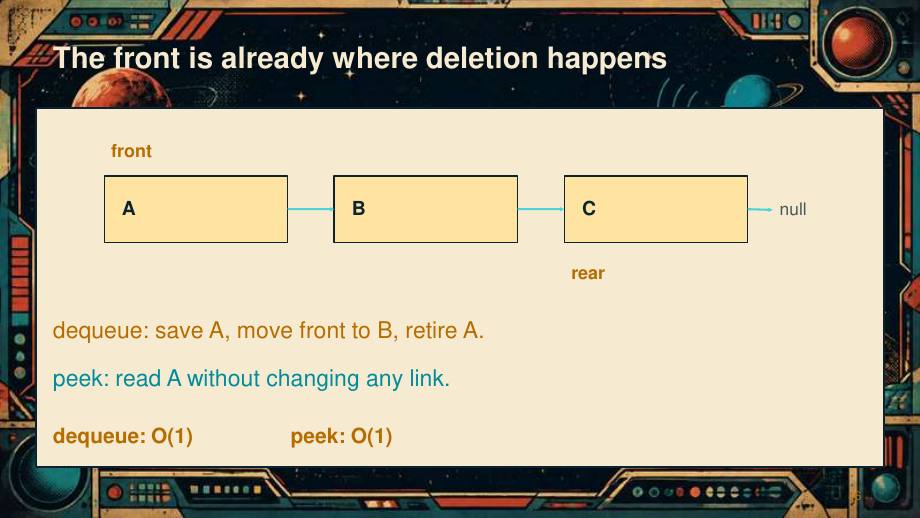 The front is already where deletion happens
front
A
B
C
null
rear
dequeue: save A, move front to B, retire A.
peek: read A without changing any link.
dequeue: O(1) peek: O(1)